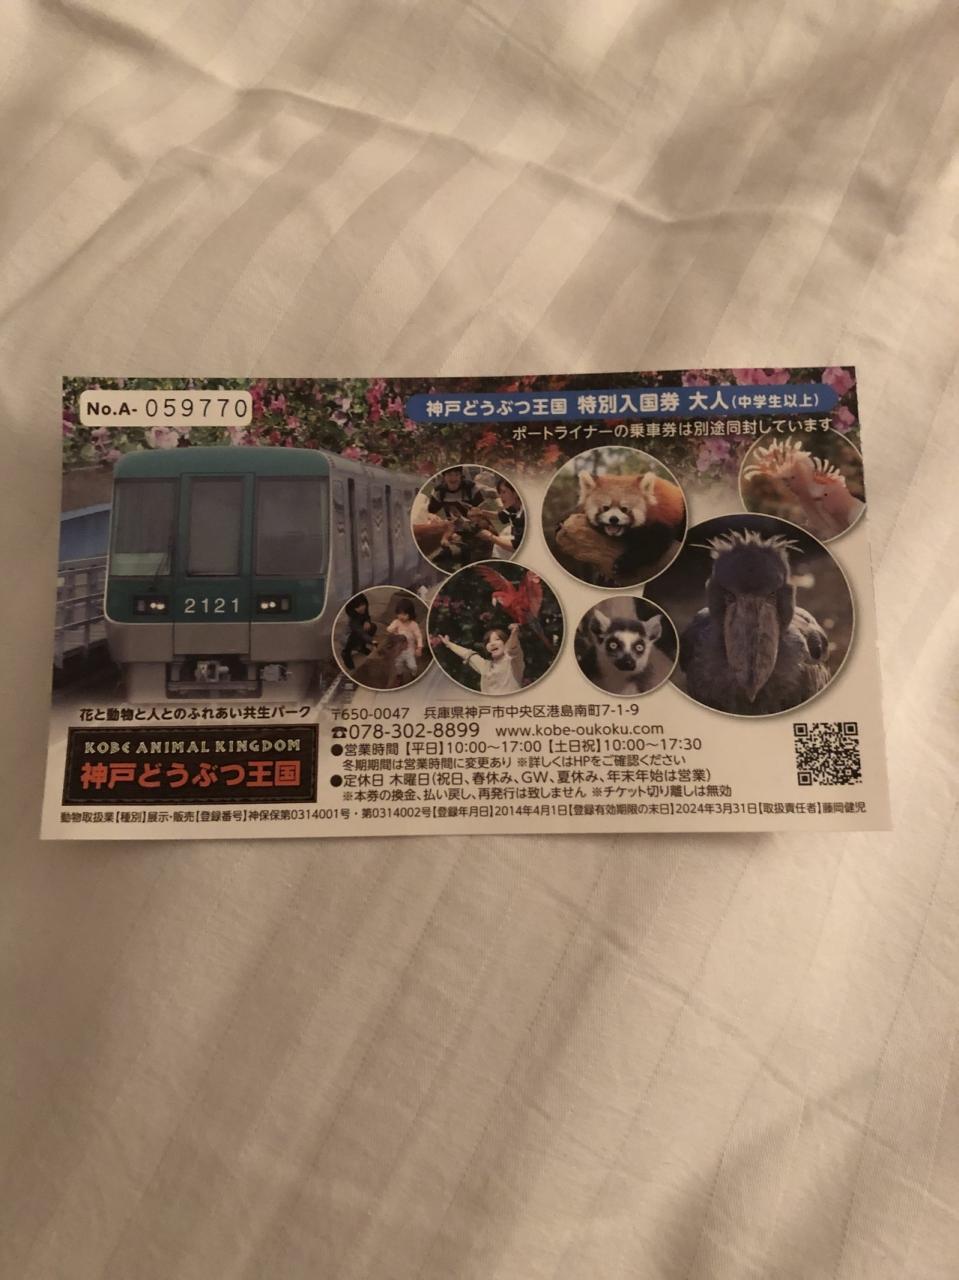 No.A- 059770
神戸どうぶつ王国 特別入国券 大人(中学生以上)
ポートライナーの乗車券は別途同封しています
2121
花と動物と人とのふれあい共生パーク
KOBE ANIMAL KINGDOM
神戸どうぶつ王国
〒650-0047 兵庫県神戸市中央区港島南町7-1-9
☎078-302-8899 www.kobe-oukoku.com
●営業時間【平日】10:00〜17:00【土日祝】10:00〜17:30
冬期期間は営業時間に変更あり ※詳しくはHPをご確認ください
●定休日 木曜日(祝日、春休み、GW、夏休み、年末年始は営業)
※本券の換金、払い戻し、再発行は致しません ※チケット切り離しは無効
動物取扱業【種別】展示・販売【登録番号】神保保第0314001号・第0314002号【登録年月日】2014年4月1日【登録有効期限の末日】2024年3月31日【取扱責任者】藤岡健児